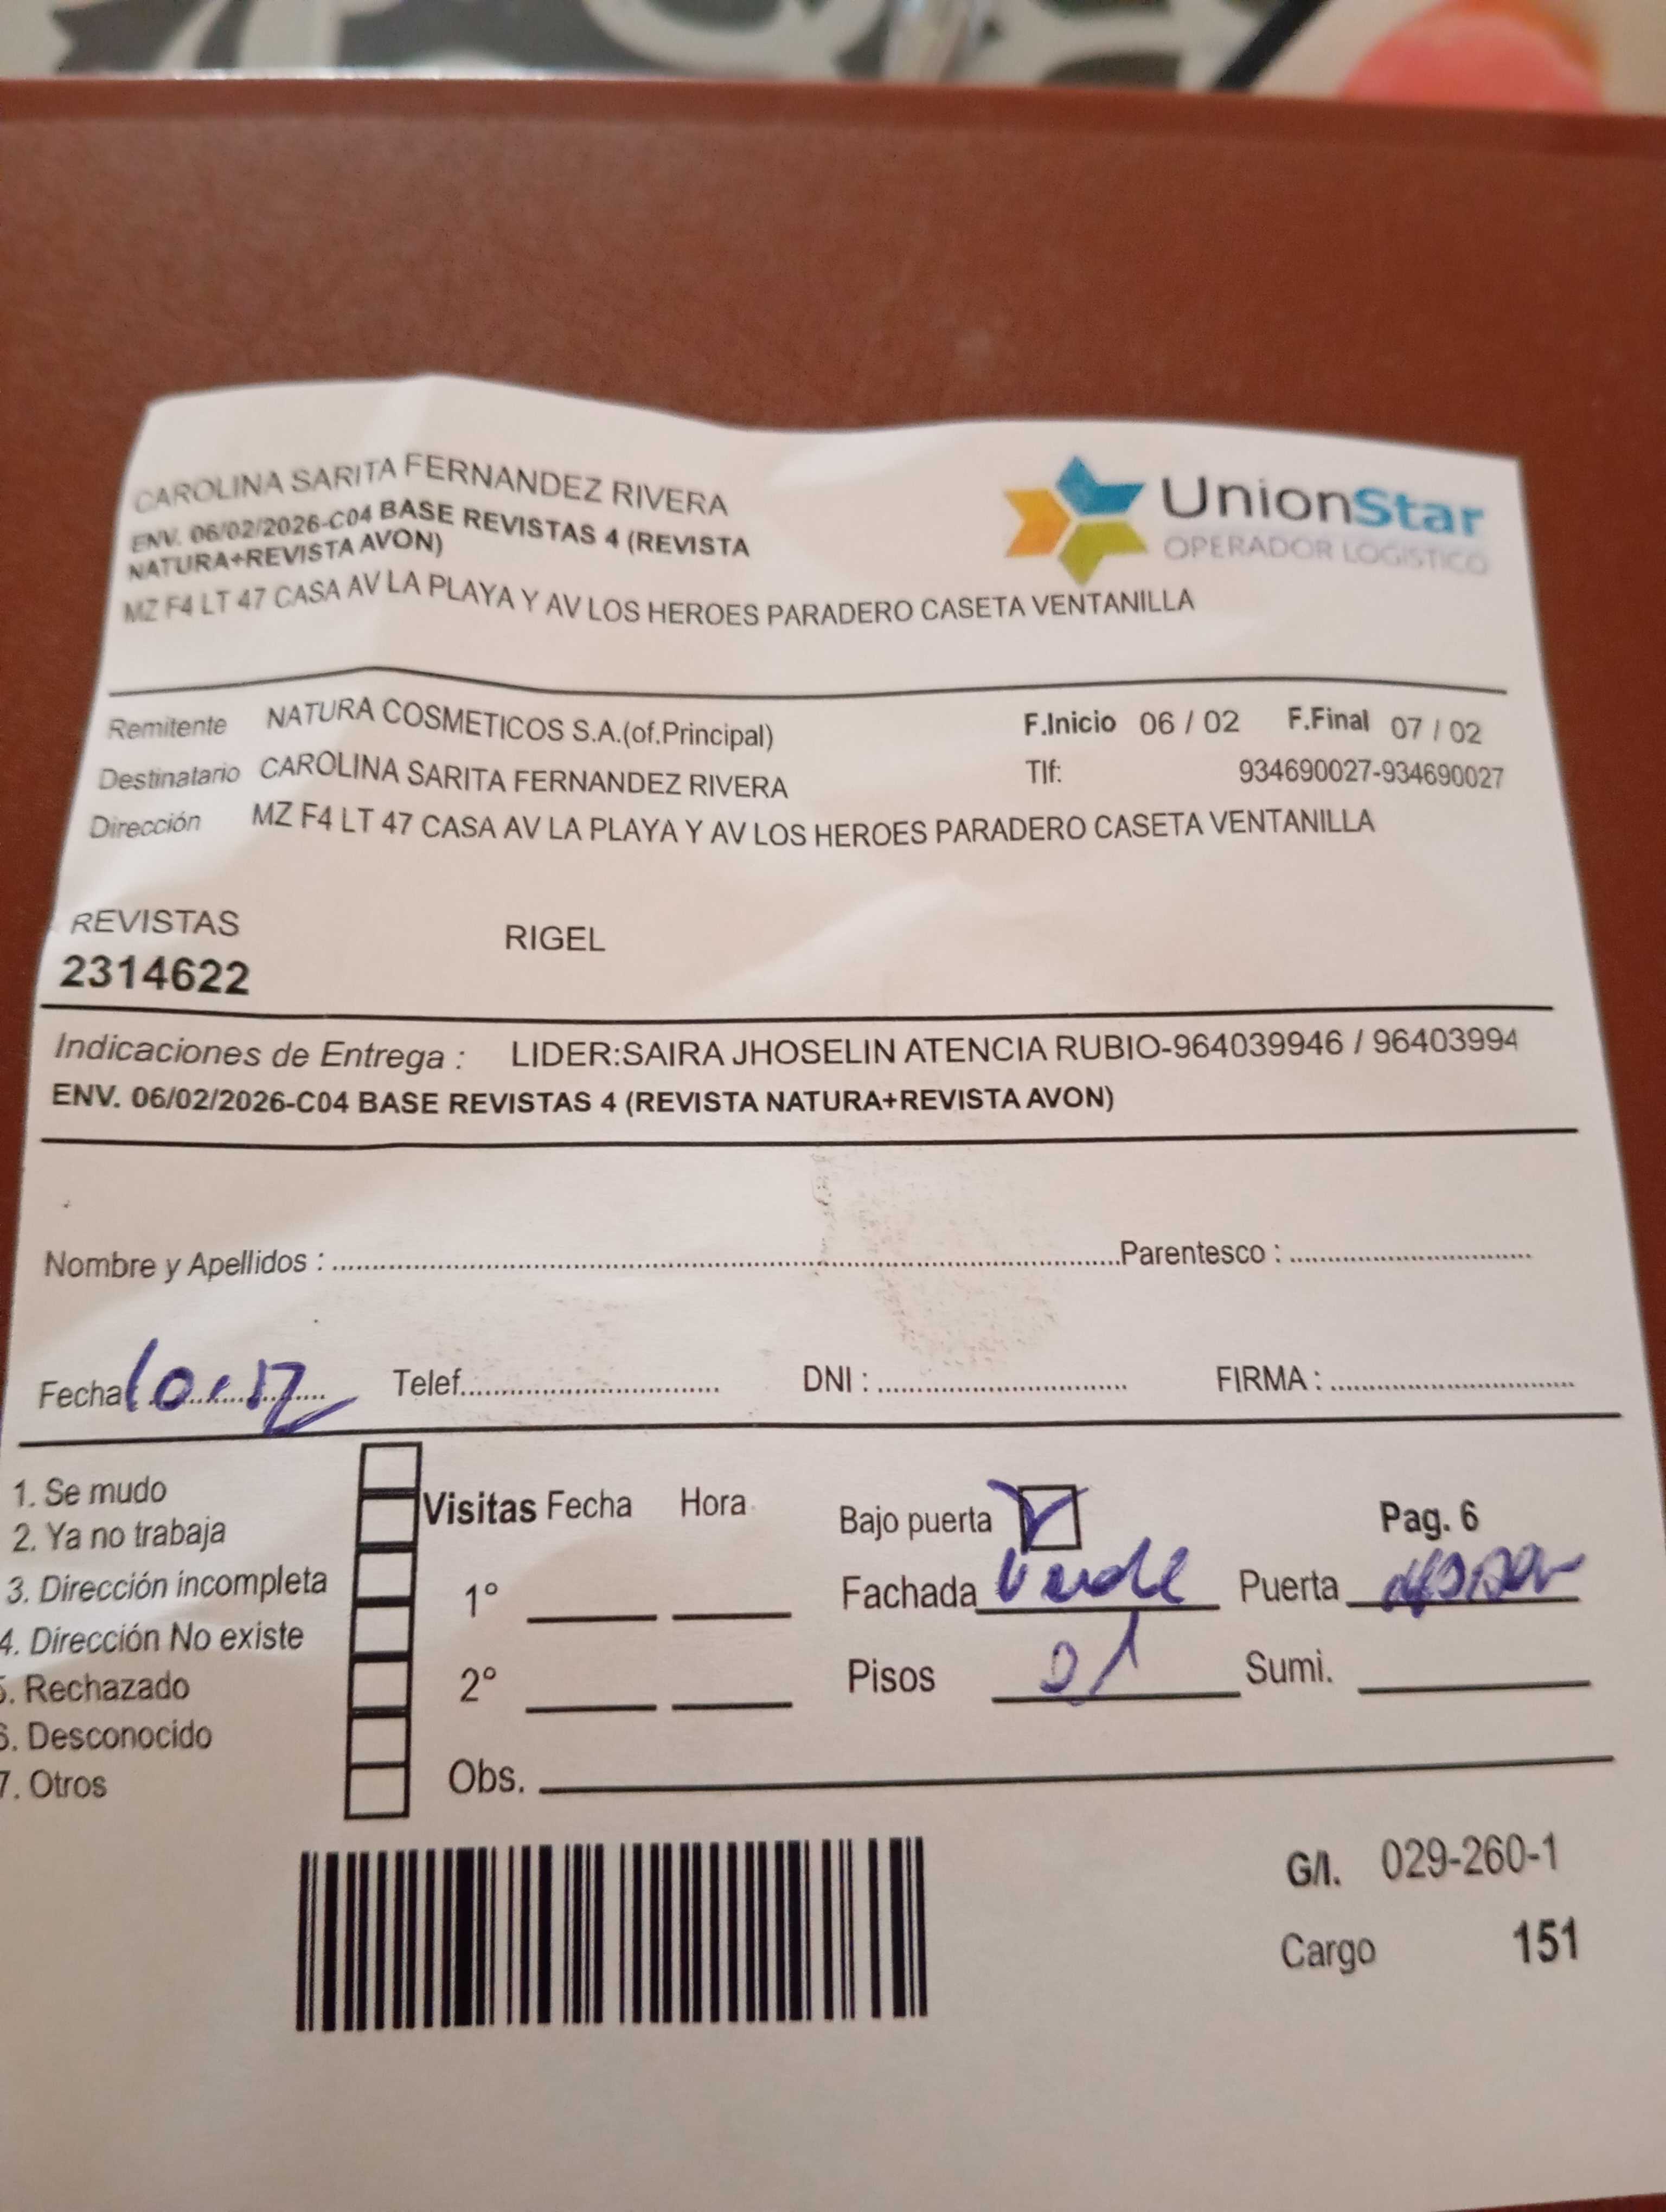 CAROLINA SARITA FERNANDEZ RIVERA
ENV. 06/02/2026-C04 BASE REVISTAS 4 (REVISTA
NATURA+REVISTA AVON)
MZ F4 LT 47 CASA AV LA PLAYA Y AV LOS HEROES PARADERO CASETA VENTANILLA
UnionStar
OPERADOR LOGISTICO
Remitente NATURA COSMETICOS S.A.(of.Principal) F.Inicio 06 / 02 F.Final 07 / 02
Destinatario CAROLINA SARITA FERNANDEZ RIVERA Tlf: 934690027-934690027
Dirección MZ F4 LT 47 CASA AV LA PLAYA Y AV LOS HEROES PARADERO CASETA VENTANILLA
REVISTAS RIGEL
2314622
Indicaciones de Entrega : LIDER:SAIRA JHOSELIN ATENCIA RUBIO-964039946 / 96403994
ENV. 06/02/2026-C04 BASE REVISTAS 4 (REVISTA NATURA+REVISTA AVON)
Nombre y Apellidos : Parentesco :
Fecha Telef. DNI : FIRMA :
1. Se mudo
2. Ya no trabaja
3. Dirección incompleta
4. Dirección No existe
5. Rechazado
6. Desconocido
7. Otros
Visitas Fecha Hora
1°
2°
Obs.
Bajo puerta Pag. 6
Fachada Verde Puerta
Pisos 01 Sumi.
G/I. 029-260-1
Cargo 151